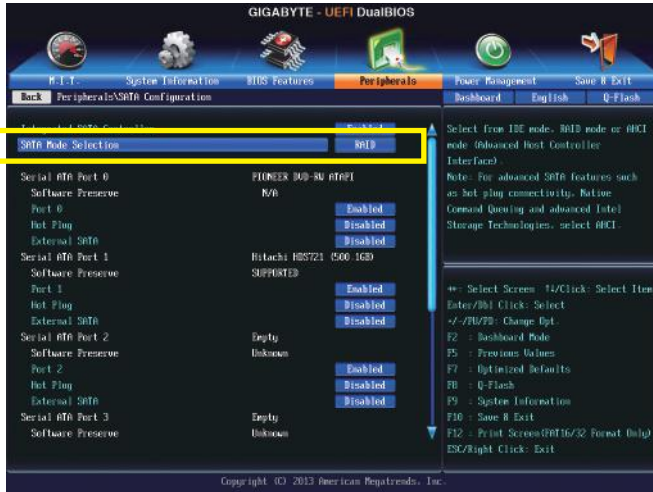 GIGABYTE - UEFI DualBIOS
M.I.T.
System Information
BIOS Features
Peripherals
Power Management
Save & Exit
Back
Peripherals\SATA Configuration
Dashboard
English
Q-Flash
Integrated SATA Controller Enabled
SATA Mode Selection RAID
Serial ATA Port 0 PIONEER DVD-RW ATAPI
Software Preserve N/A
Port 0 Enabled
Hot Plug Disabled
External SATA Disabled
Serial ATA Port 1 Hitachi HDS721 (500.1GB)
Software Preserve SUPPORTED
Port 1 Enabled
Hot Plug Disabled
External SATA Disabled
Serial ATA Port 2 Empty
Software Preserve Unknown
Port 2 Enabled
Hot Plug Disabled
External SATA Disabled
Serial ATA Port 3 Empty
Software Preserve Unknown
Select from IDE mode, RAID mode or AHCI
mode (Advanced Host Controller
Interface).
Note: For advanced SATA features such
as hot plug connectivity, Native
Command Queuing and advanced Intel
Storage Technologies, select AHCI.
↔: Select Screen ↑↓/Click: Select Item
Enter/Dbl Click: Select
+/-/PU/PD: Change Opt.
F2 : Dashboard Mode
F5 : Previous Values
F7 : Optimized Defaults
F8 : Q-Flash
F9 : System Information
F10 : Save & Exit
F12 : Print Screen(FAT16/32 Format Only)
ESC/Right Click: Exit
Copyright (C) 2013 American Megatrends, Inc.